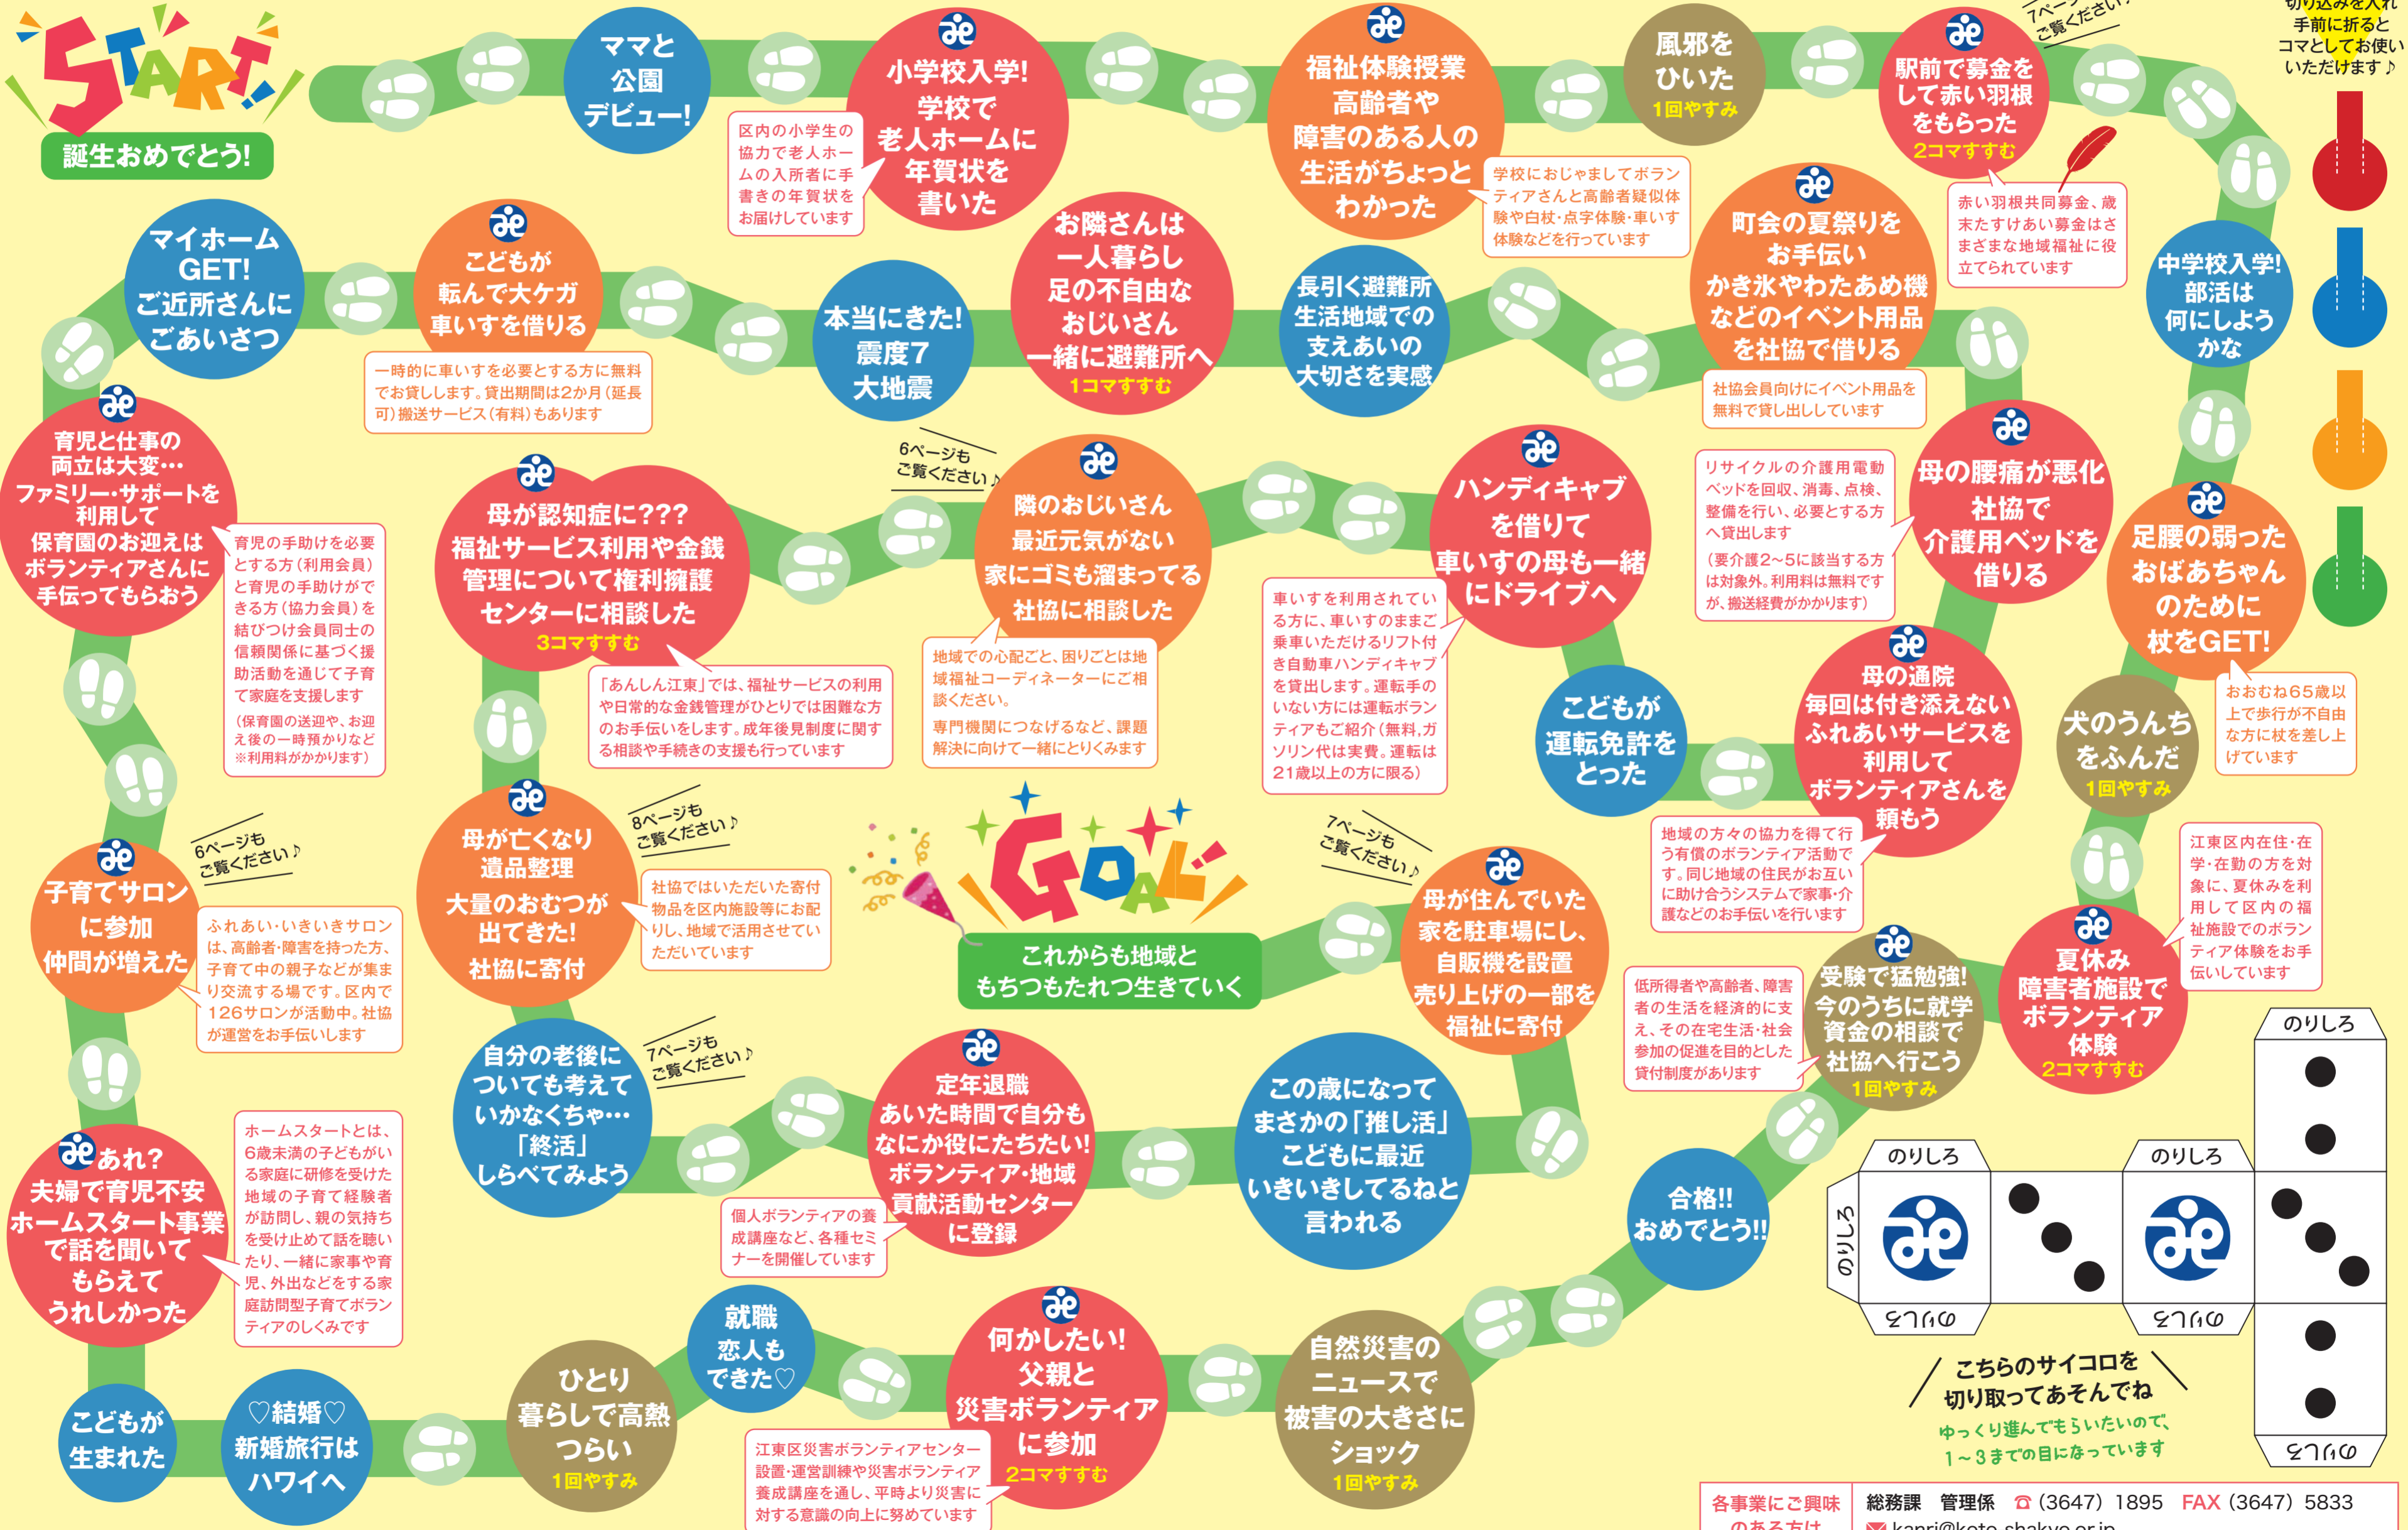 START!
誕生おめでとう!
ママと
公園
デビュー!
小学校入学!
学校で
老人ホームに
年賀状を
書いた
区内の小学生の
協力で老人ホー
ムの入所者に手
書きの年賀状を
お届けしています
福祉体験授業
高齢者や
障害のある人の
生活がちょっと
わかった
学校におじゃましてボラン
ティアさんと高齢者疑似体
験や白杖・点字体験・車いす
体験などを行っています
風邪を
ひいた
1回やすみ
駅前で募金を
して赤い羽根
をもらった
2コマすすむ
ご覧ください♪
赤い羽根共同募金、歳
末たすけあい募金はさ
まざまな地域福祉に役
立てられています
切り込みを入れ
手前に折ると
コマとしてお使い
いただけます♪
中学校入学!
部活は
何にしよう
かな
足腰の弱った
おばあちゃん
のために
杖をGET!
おおむね65歳以
上で歩行が不自由
な方に杖を差し上
げています
犬のうんち
をふんだ
1回やすみ
夏休み
障害者施設で
ボランティア
体験
2コマすすむ
江東区内在住・在
学・在勤の方を対
象に、夏休みを利
用して区内の福
祉施設でのボラン
ティア体験をお手
伝いしています
受験で猛勉強!
今のうちに就学
資金の相談で
社協へ行こう
1回やすみ
低所得者や高齢者、障害
者の生活を経済的に支
え、その在宅生活・社会
参加の促進を目的とした
貸付制度があります
合格!!
おめでとう!!
自然災害の
ニュースで
被害の大きさに
ショック
1回やすみ
何かしたい!
父親と
災害ボランティア
に参加
2コマすすむ
江東区災害ボランティアセンター
設置・運営訓練や災害ボランティア
養成講座を通し、平時より災害に
対する意識の向上に努めています
就職
恋人も
できた♡
ひとり
暮らしで高熱
つらい
1回やすみ
♡結婚♡
新婚旅行は
ハワイへ
こどもが
生まれた
あれ?
夫婦で育児不安
ホームスタート事業
で話を聞いて
もらえて
うれしかった
ホームスタートとは、
6歳未満の子どもがい
る家庭に研修を受けた
地域の子育て経験者
が訪問し、親の気持ち
を受け止めて話を聴い
たり、一緒に家事や育
児、外出などをする家
庭訪問型子育てボラン
ティアのしくみです
子育てサロン
に参加
仲間が増えた
6ページも
ご覧ください♪
ふれあい・いきいきサロン
は、高齢者・障害を持った方、
子育て中の親子などが集ま
り交流する場です。区内で
126サロンが活動中。社協
が運営をお手伝いします
育児と仕事の
両立は大変…
ファミリー・サポートを
利用して
保育園のお迎えは
ボランティアさんに
手伝ってもらおう
育児の手助けを必要
とする方(利用会員)
と育児の手助けがで
きる方(協力会員)を
結びつけ会員同士の
信頼関係に基づく援
助活動を通じて子育
て家庭を支援します
(保育園の送迎や、お迎
え後の一時預かりなど
※利用料がかかります)
マイホーム
GET!
ご近所さんに
ごあいさつ
こどもが
転んで大ケガ
車いすを借りる
一時的に車いすを必要とする方に無料
でお貸しします。貸出期間は2か月(延長
可)搬送サービス(有料)もあります
本当にきた!
震度7
大地震
お隣さんは
一人暮らし
足の不自由な
おじいさん
一緒に避難所へ
1コマすすむ
長引く避難所
生活地域での
支えあいの
大切さを実感
町会の夏祭りを
お手伝い
かき氷やわたあめ機
などのイベント用品
を社協で借りる
社協会員向けにイベント用品を
無料で貸し出ししています
母の腰痛が悪化
社協で
介護用ベッドを
借りる
リサイクルの介護用電動
ベッドを回収、消毒、点検、
整備を行い、必要とする方
へ貸出します
(要介護2〜5に該当する方
は対象外。利用料は無料です
が、搬送経費がかかります)
母の通院
毎回は付き添えない
ふれあいサービスを
利用して
ボランティアさんを
頼もう
地域の方々の協力を得て行
う有償のボランティア活動で
す。同じ地域の住民がお互い
に助け合うシステムで家事・介
護などのお手伝いを行います
こどもが
運転免許を
とった
ハンディキャブ
を借りて
車いすの母も一緒
にドライブへ
車いすを利用されてい
る方に、車いすのままご
乗車いただけるリフト付
き自動車ハンディキャブ
を貸出します。運転手の
いない方には運転ボラン
ティアもご紹介(無料,ガ
ソリン代は実費。運転は
21歳以上の方に限る)
隣のおじいさん
最近元気がない
家にゴミも溜まってる
社協に相談した
6ページも
ご覧ください♪
地域での心配ごと、困りごとは地
域福祉コーディネーターにご相
談ください。
専門機関につなげるなど、課題
解決に向けて一緒にとりくみます
母が認知症に???
福祉サービス利用や金銭
管理について権利擁護
センターに相談した
3コマすすむ
「あんしん江東」では、福祉サービスの利用
や日常的な金銭管理がひとりでは困難な方
のお手伝いをします。成年後見制度に関す
る相談や手続きの支援も行っています
母が亡くなり
遺品整理
大量のおむつが
出てきた!
社協に寄付
8ページも
ご覧ください♪
社協ではいただいた寄付
物品を区内施設等にお配
りし、地域で活用させてい
ただいています
自分の老後に
ついても考えて
いかなくちゃ…
「終活」
しらべてみよう
7ページも
ご覧ください♪
定年退職
あいた時間で自分も
なにか役にたちたい!
ボランティア・地域
貢献活動センター
に登録
個人ボランティアの養
成講座など、各種セミ
ナーを開催しています
この歳になって
まさかの「推し活」
こどもに最近
いきいきしてるねと
言われる
母が住んでいた
家を駐車場にし、
自販機を設置
売り上げの一部を
福祉に寄付
7ページも
ご覧ください♪
GOAL!
これからも地域と
もちつもたれつ生きていく
のりしろ
のりしろ
のりしろ
のりしろ
のりしろ
のりしろ
のりしろ
こちらのサイコロを
切り取ってあそんでね
ゆっくり進んでもらいたいので、
1〜3までの目になっています
各事業にご興味
のある方は
総務課 管理係 ☎(3647)1895 FAX(3647)5833
kanri@koto-shakyo.or.jp